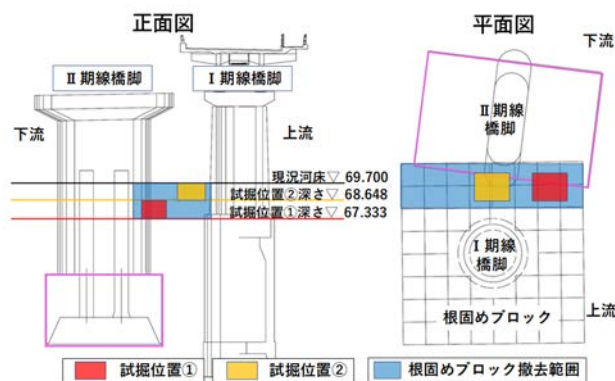 正面図
Ⅱ期線橋脚
Ⅰ期線橋脚
下流
上流
現況河床▽ 69.700
試掘位置②深さ▽ 68.648
試掘位置①深さ▽ 67.333
平面図
下流
Ⅱ期線
橋脚
Ⅰ期線
橋脚
根固めブロック
上流
試掘位置①
試掘位置②
根固めブロック撤去範囲